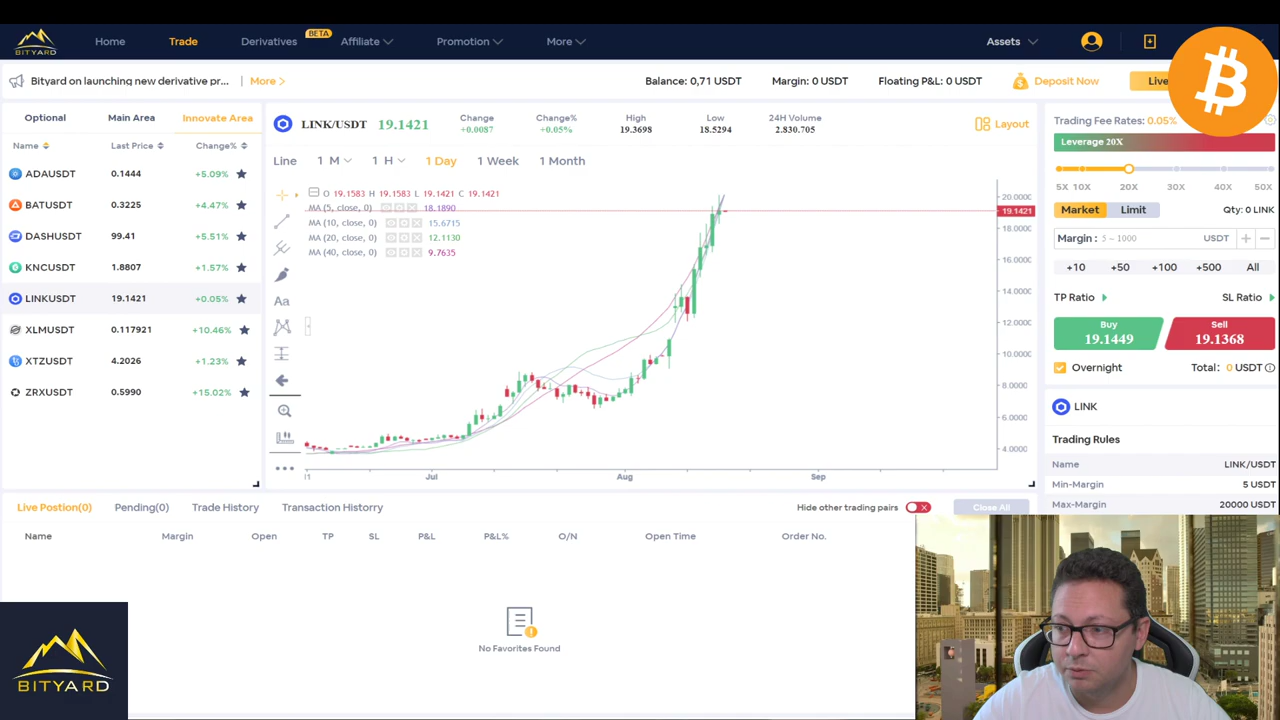 BITYARD
Home
Trade
Derivatives
BETA
Affiliate
Promotion
More
Assets
Bityard on launching new derivative pr...
More >
Balance: 0,71 USDT
Margin: 0 USDT
Floating P&L: 0 USDT
Deposit Now
Live
Optional
Main Area
Innovate Area
Name
Last Price
Change%
ADAUSDT 0.1444 +5.09%
BATUSDT 0.3225 +4.47%
DASHUSDT 99.41 +5.51%
KNCUSDT 1.8807 +1.57%
LINKUSDT 19.1421 +0.05%
XLMUSDT 0.117921 +10.46%
XTZUSDT 4.2026 +1.23%
ZRXUSDT 0.5990 +15.02%
LINK/USDT 19.1421
Change
+0.0087
Change%
+0.05%
High
19.3698
Low
18.5294
24H Volume
2.830.705
Layout
Line
1 M
1 H
1 Day
1 Week
1 Month
O 19.1583 H 19.1583 L 19.1421 C 19.1421
MA (5, close, 0) 18.1890
MA (10, close, 0) 15.6715
MA (20, close, 0) 12.1130
MA (40, close, 0) 9.7635
Aa
20.0000
19.1421
18.0000
16.0000
14.0000
12.0000
10.0000
8.0000
6.0000
4.0000
Jul
Aug
Sep
Trading Fee Rates: 0.05%
Leverage 20X
5X 10X 20X 30X 40X 50X
Market
Limit
Qty: 0 LINK
Margin : 5 ~ 1000 USDT + −
+10 +50 +100 +500 All
TP Ratio
SL Ratio
Buy
19.1449
Sell
19.1368
Overnight
Total: 0 USDT
LINK
Trading Rules
Name LINK/USDT
Min-Margin 5 USDT
Max-Margin 20000 USDT
Live Postion(0)
Pending(0)
Trade History
Transaction Historry
Hide other trading pairs
Close All
Name
Margin
Open
TP
SL
P&L
P&L%
O/N
Open Time
Order No.
No Favorites Found
BITYARD